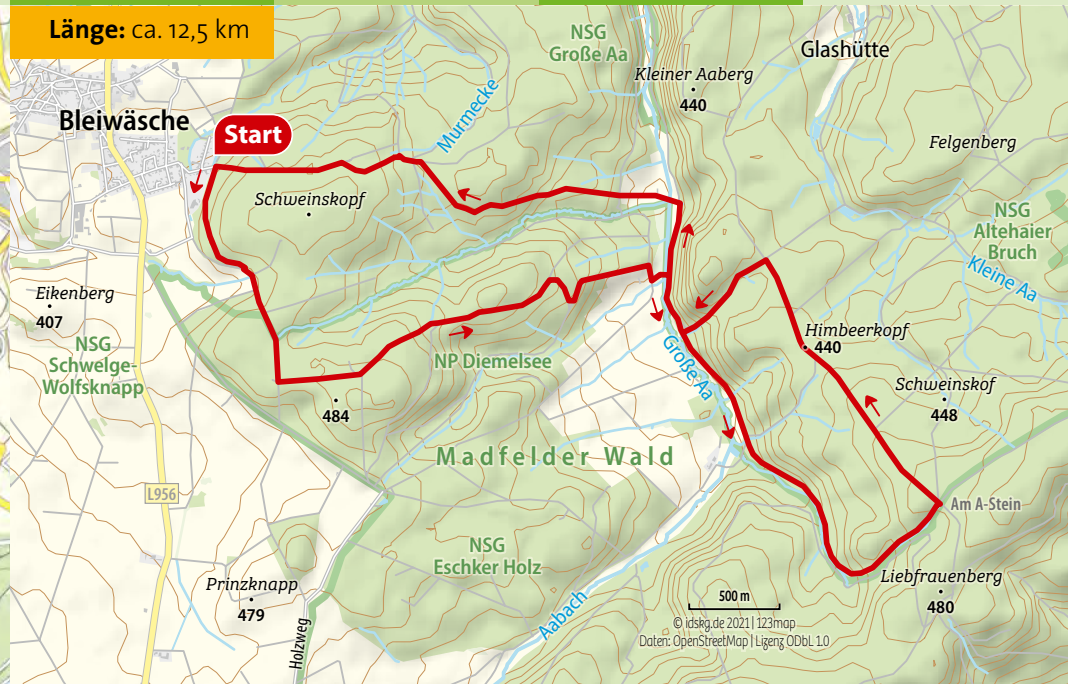 Länge: ca. 12,5 km
NSG
Große Aa
Glashütte
Kleiner Aaberg
440
Murmecke
Bleiwäsche
Start
Felgenberg
Schweinskopf
NSG
Altehaier
Bruch
Kleine Aa
Eikenberg
407
NSG
Schwelge-
Wolfsknapp
Himbeerkopf
440
NP Diemelsee
Große Aa
Schweinskof
448
484
Madfelder Wald
L956
Am A-Stein
NSG
Eschker Holz
Prinzknapp
479
Liebfrauenberg
480
500 m
Aabach
Holzweg
© idskg.de 2021 | 123map
Daten: OpenStreetMap | Lizenz ODbL 1.0